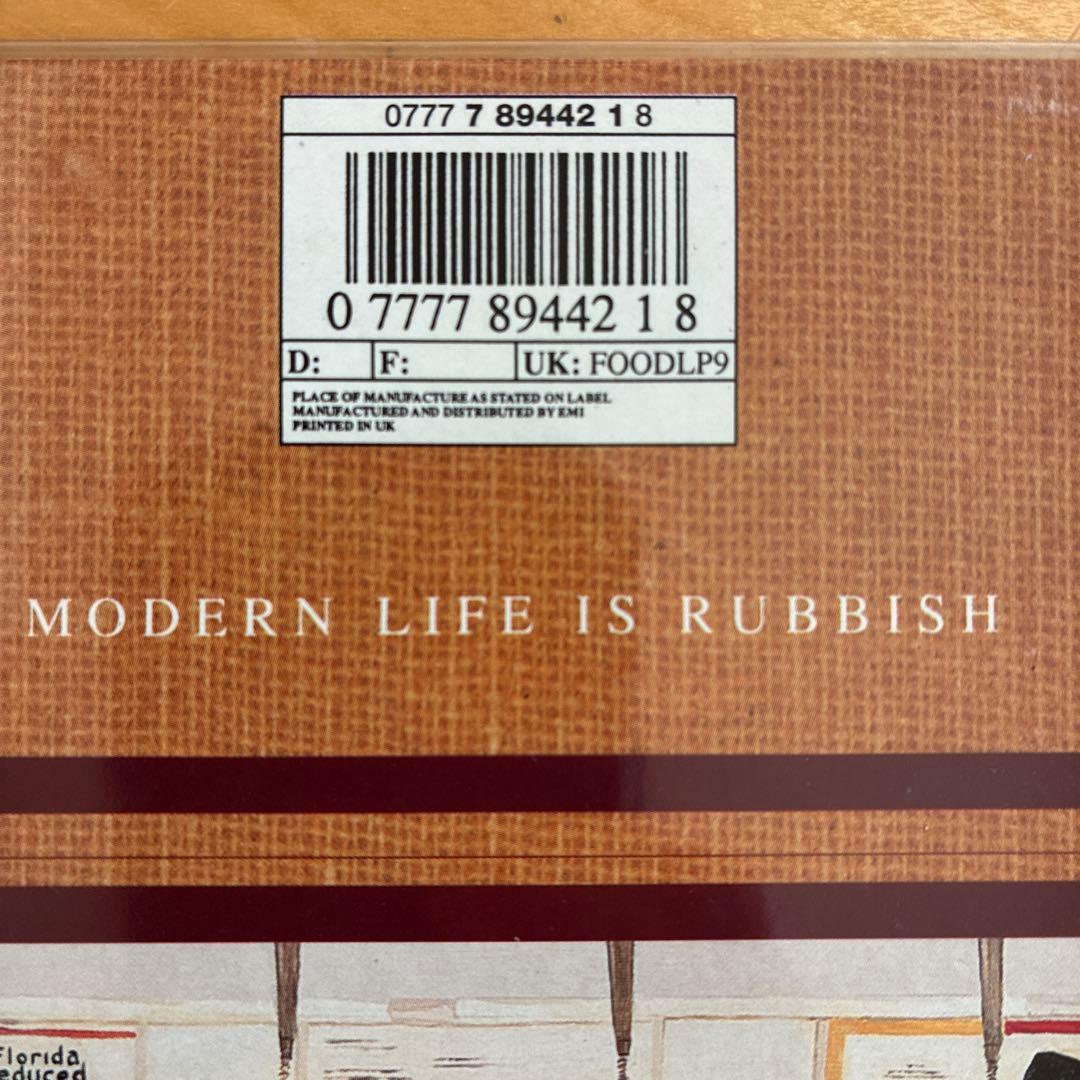 0777 7 89442 1 8
0 7777 89442 1 8
D: F: UK: FOODLP9
PLACE OF MANUFACTURE AS STATED ON LABEL
MANUFACTURED AND DISTRIBUTED BY EMI
PRINTED IN UK
MODERN LIFE IS RUBBISH
Florida
educed